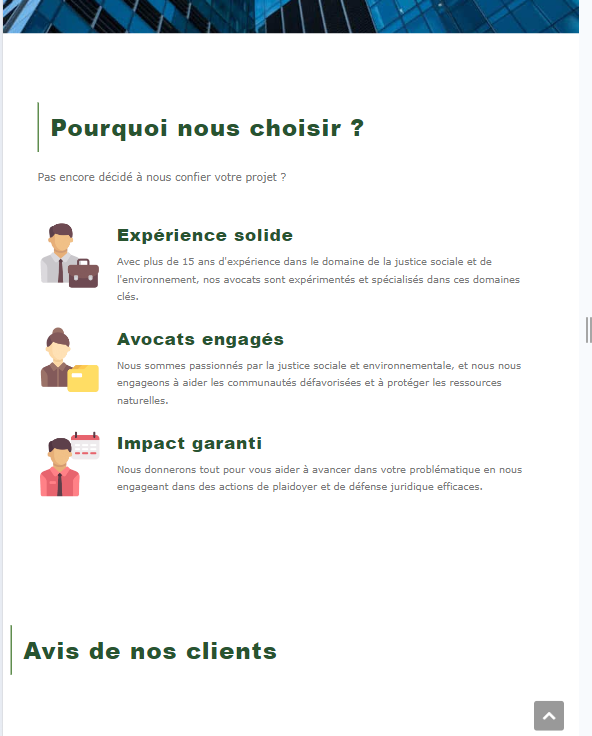 Pourquoi nous choisir ?
Pas encore décidé à nous confier votre projet ?
Expérience solide
Avec plus de 15 ans d'expérience dans le domaine de la justice sociale et de
l'environnement, nos avocats sont expérimentés et spécialisés dans ces domaines
clés.
Avocats engagés
Nous sommes passionnés par la justice sociale et environnementale, et nous nous
engageons à aider les communautés défavorisées et à protéger les ressources
naturelles.
Impact garanti
Nous donnerons tout pour vous aider à avancer dans votre problématique en nous
engageant dans des actions de plaidoyer et de défense juridique efficaces.
Avis de nos clients